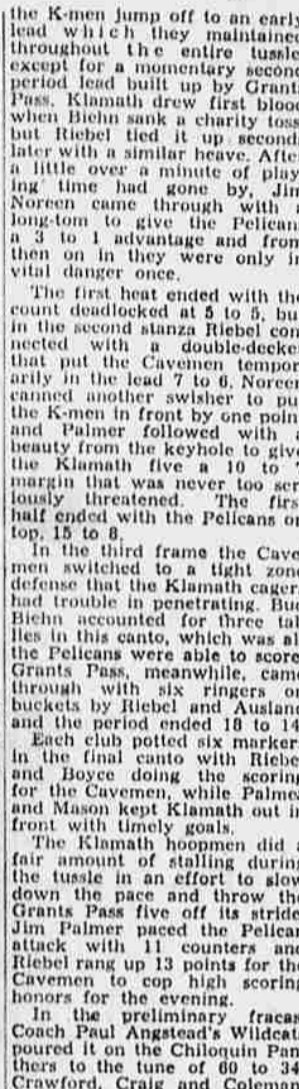 the K-men jump off to an early
lead which they maintained
throughout the entire tussle
except for a momentary second
period lead built up by Grants
Pass. Klamath drew first blood
when Biehn sank a charity toss
but Riebel tied it up seconds
later with a similar heave. After
a little over a minute of play-
ing time had gone by, Jim
Noreen came through with a
long-tom to give the Pelicans
a 3 to 1 advantage and from
then on in they were only in
vital danger once.
The first heat ended with the
count deadlocked at 5 to 5, but
in the second stanza Riebel con
nected with a double-decker
that put the Cavemen tempor
arily in the lead 7 to 6. Noreen
canned another swisher to put
the K-men in front by one point
and Palmer followed with a
beauty from the keyhole to give
the Klamath five a 10 to
margin that was never too ser
iously threatened. The first
half ended with the Pelicans on
top, 15 to 8.
In the third frame the Cave
men switched to a tight zone
defense that the Klamath cagers
had trouble in penetrating. But
Biehn accounted for three tal
lies in this canto, which was all
the Pelicans were able to score.
Grants Pass, meanwhile, came
through with six ringers on
buckets by Riebel and Ausland
and the period ended 18 to 14.
Each club potted six markers
in the final canto with Riebel
and Boyce doing the scoring
for the Cavemen, while Palmer
and Mason kept Klamath out in
front with timely goals.
The Klamath hoopmen did a
fair amount of stalling during
the tussle in an effort to slow
down the pace and throw the
Grants Pass five off its stride.
Jim Palmer paced the Pelican
attack with 11 counters and
Riebel rang up 13 points for the
Cavemen to cop high scoring
honors for the evening.
In the preliminary fracas
Coach Paul Angstead's Wildcats
poured it on the Chiloquin Pan
thers to the tune of 60 to 34.
Crawford, Craig and Coleman